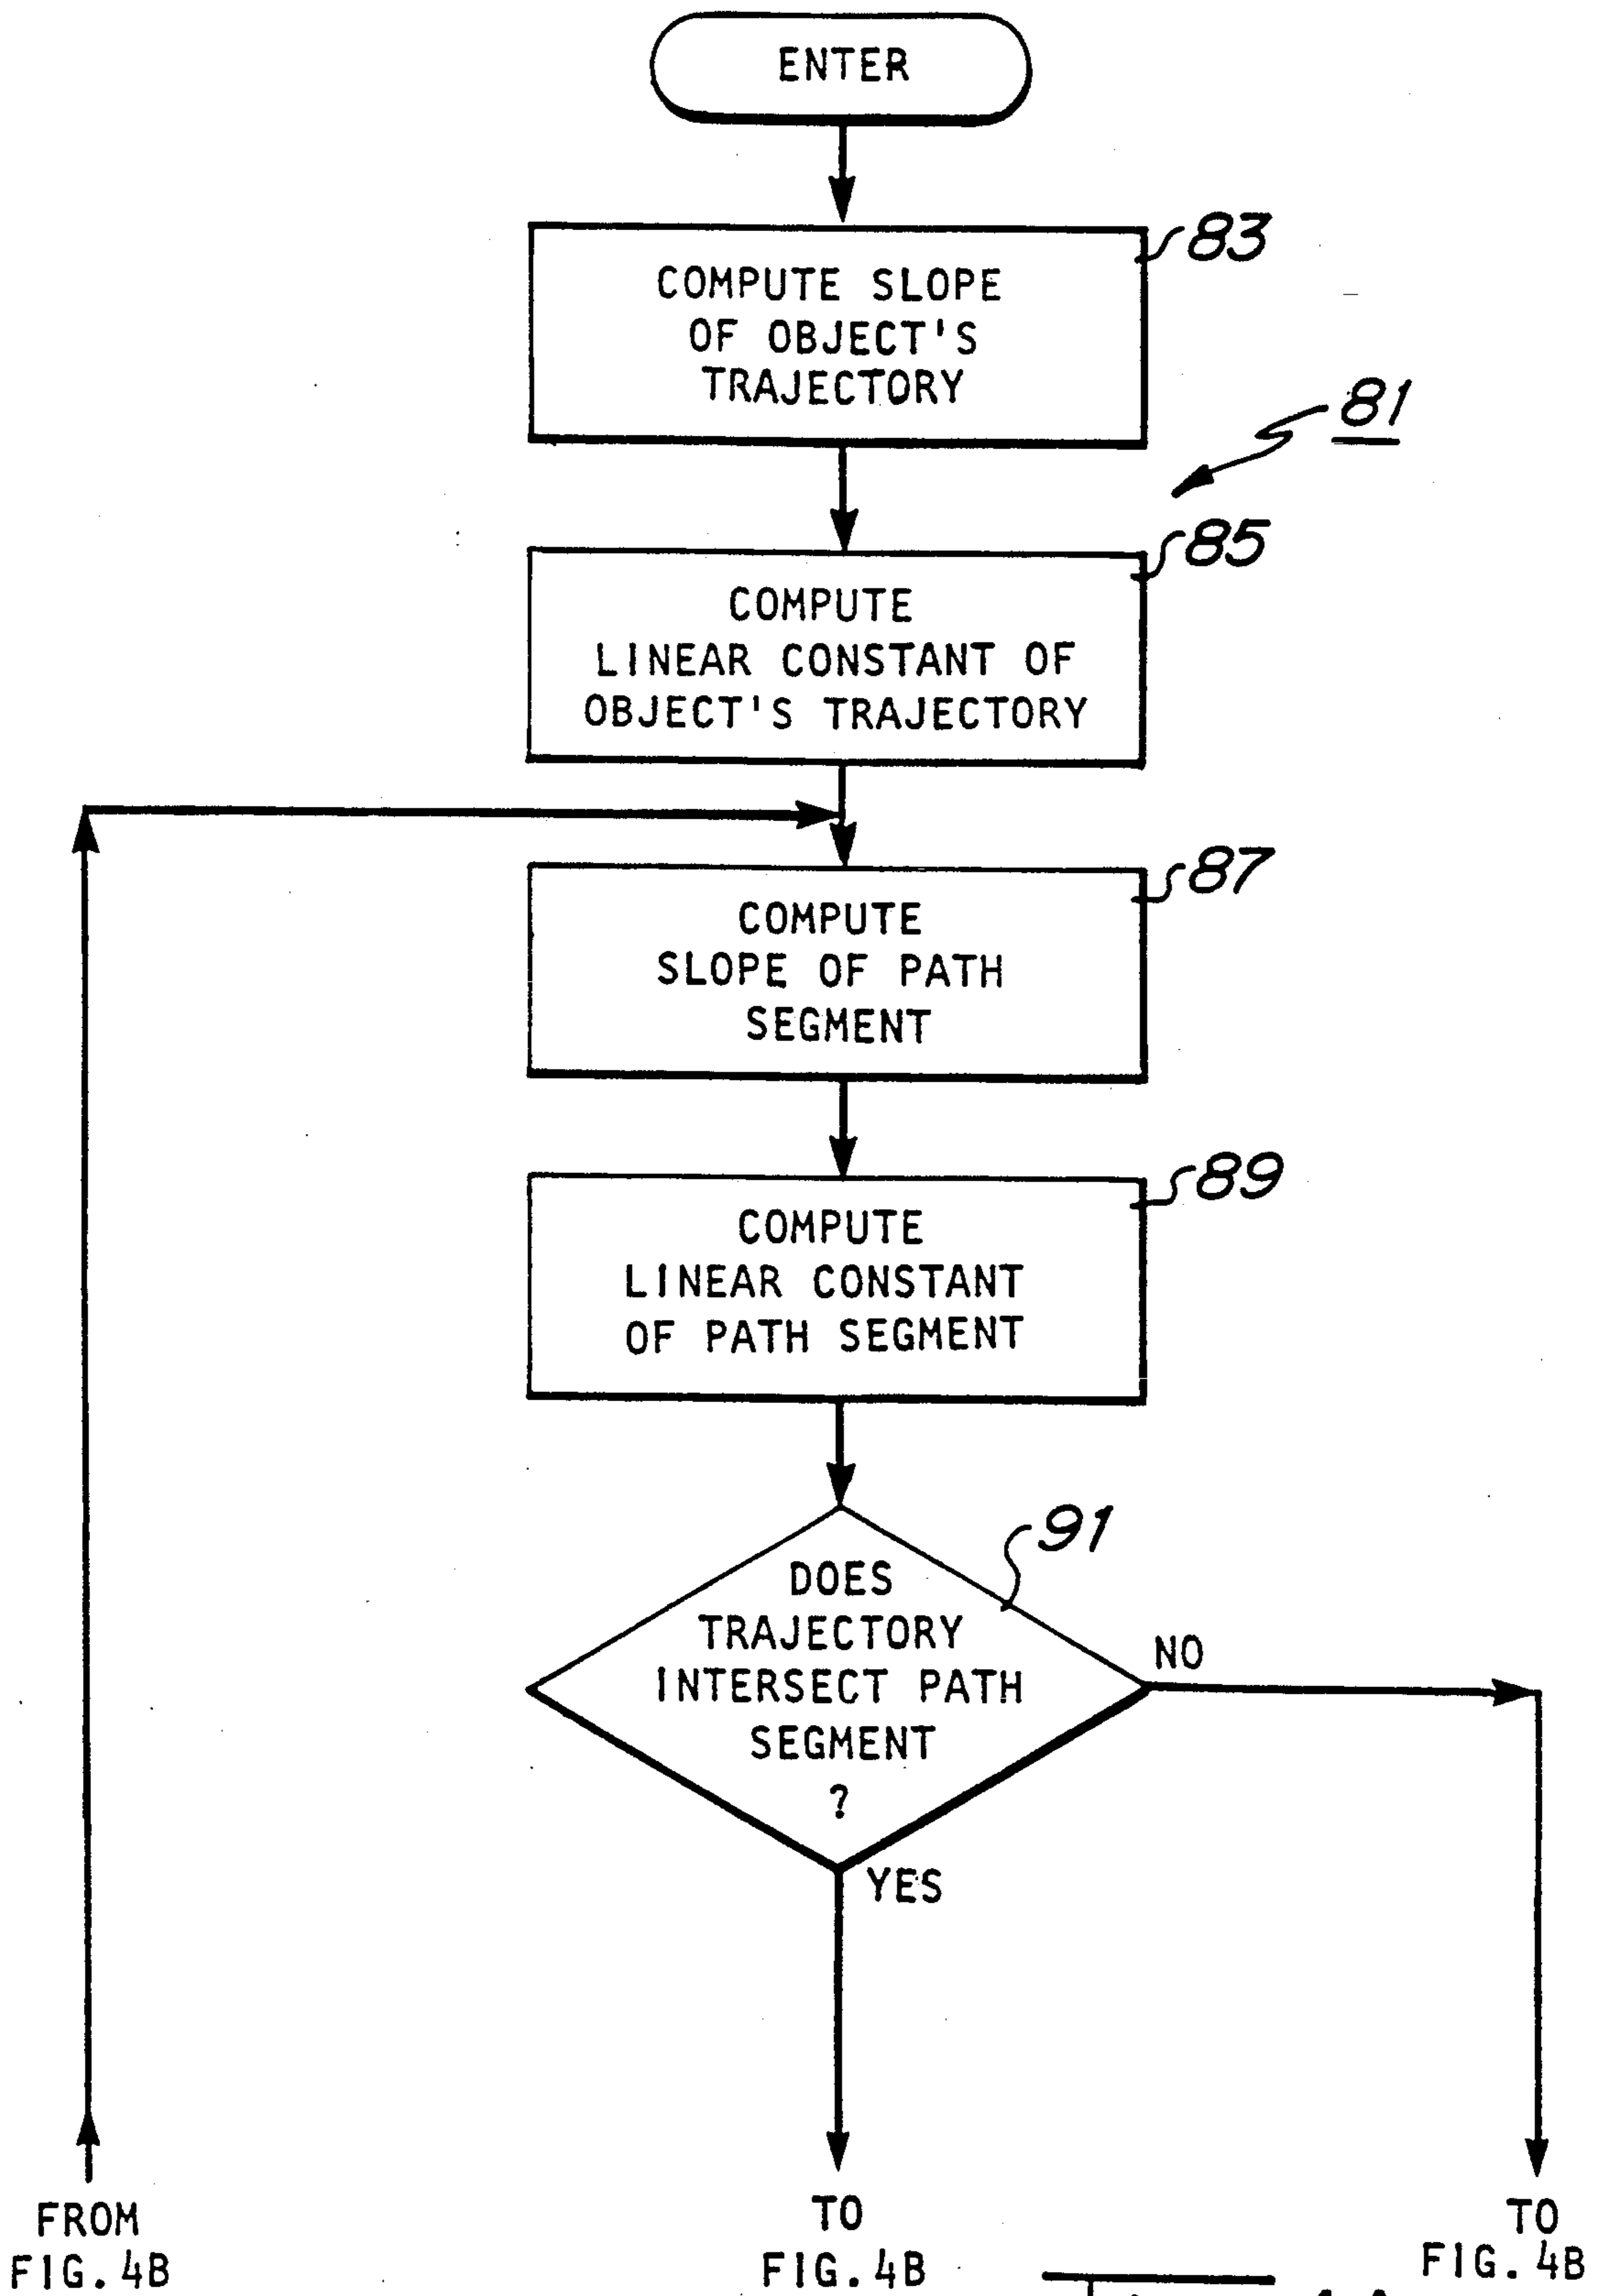 ENTER
83
COMPUTE SLOPE
OF OBJECT'S
TRAJECTORY
81
85
COMPUTE
LINEAR CONSTANT OF
OBJECT'S TRAJECTORY
87
COMPUTE
SLOPE OF PATH
SEGMENT
89
COMPUTE
LINEAR CONSTANT
OF PATH SEGMENT
91
DOES
TRAJECTORY
INTERSECT PATH
SEGMENT
?
NO
YES
FROM
FIG. 4B
TO
FIG. 4B
TO
FIG. 4B